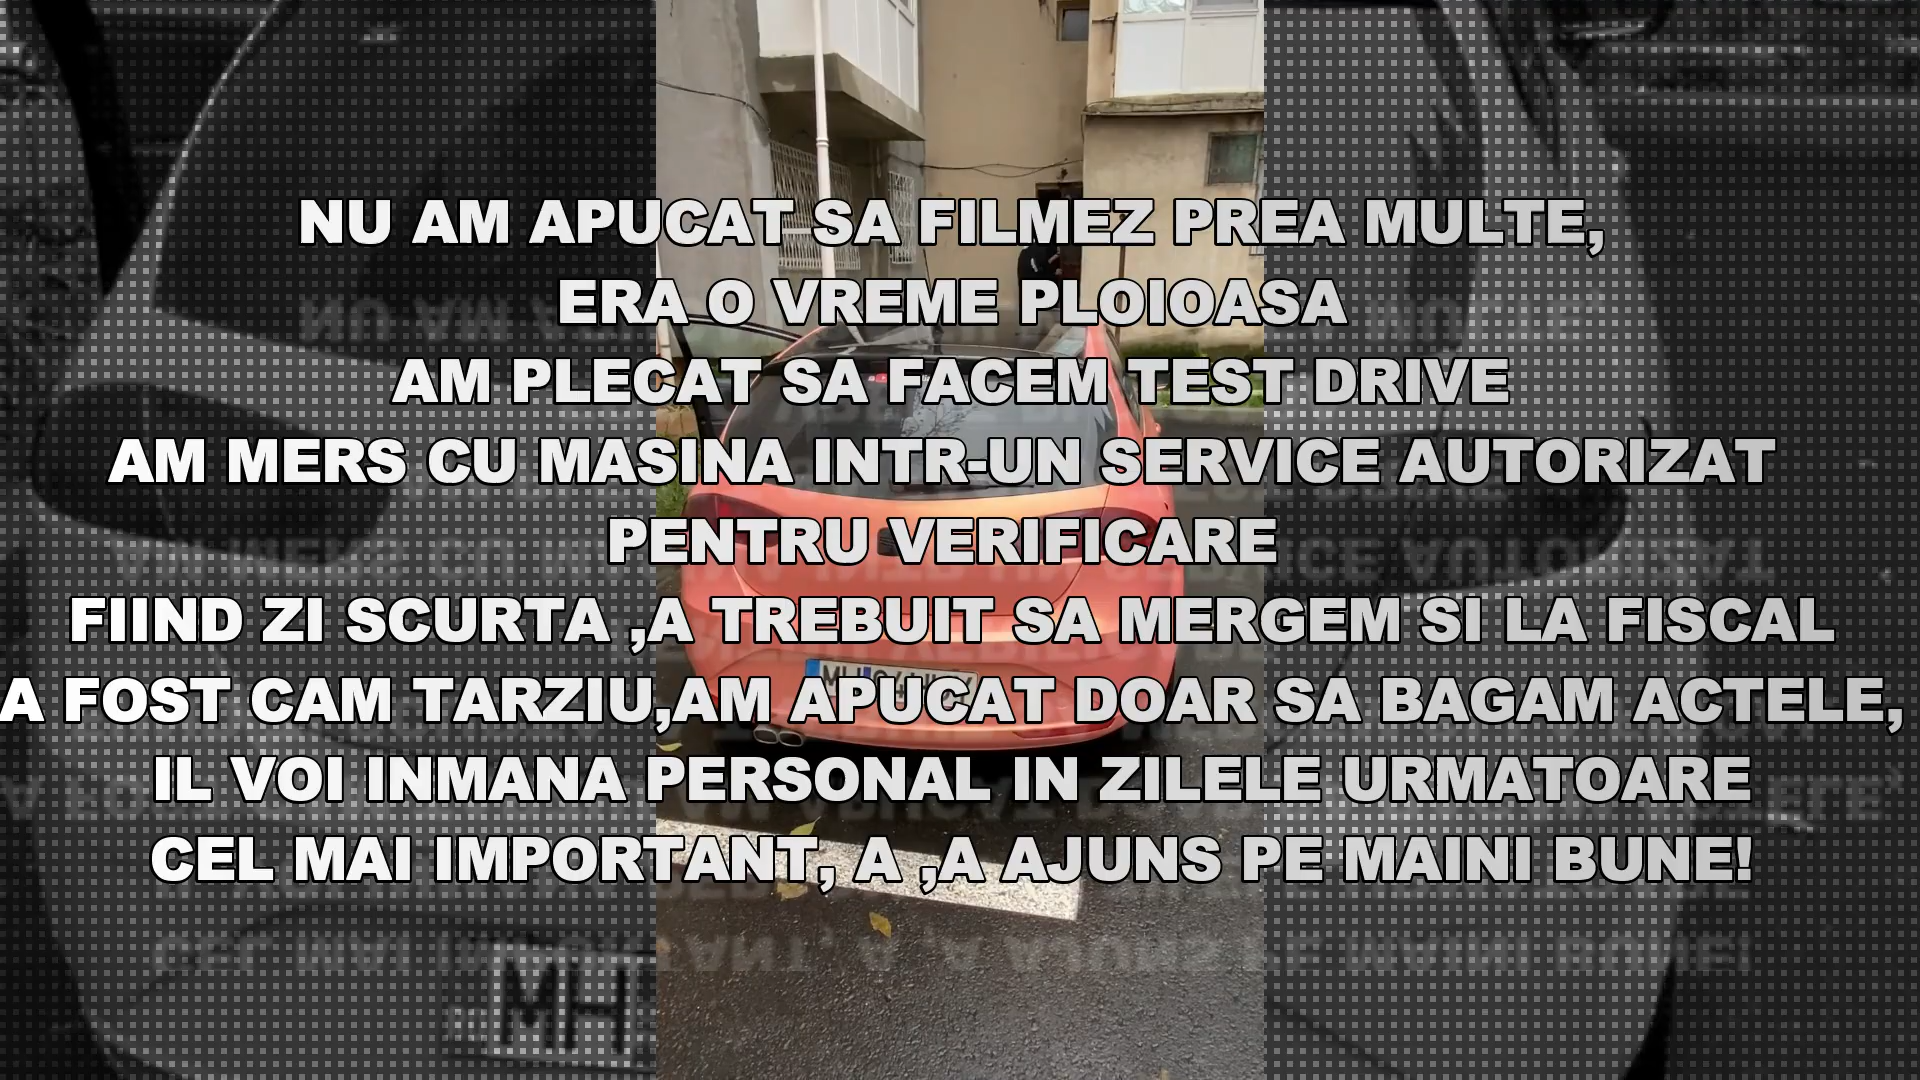 NU AM APUCAT SA FILMEZ PREA MULTE,
ERA O VREME PLOIOASA
AM PLECAT SA FACEM TEST DRIVE
AM MERS CU MASINA INTR-UN SERVICE AUTORIZAT
PENTRU VERIFICARE
FIIND ZI SCURTA ,A TREBUIT SA MERGEM SI LA FISCAL
A FOST CAM TARZIU,AM APUCAT DOAR SA BAGAM ACTELE,
IL VOI INMANA PERSONAL IN ZILELE URMATOARE
CEL MAI IMPORTANT, A ,A AJUNS PE MAINI BUNE!
MH